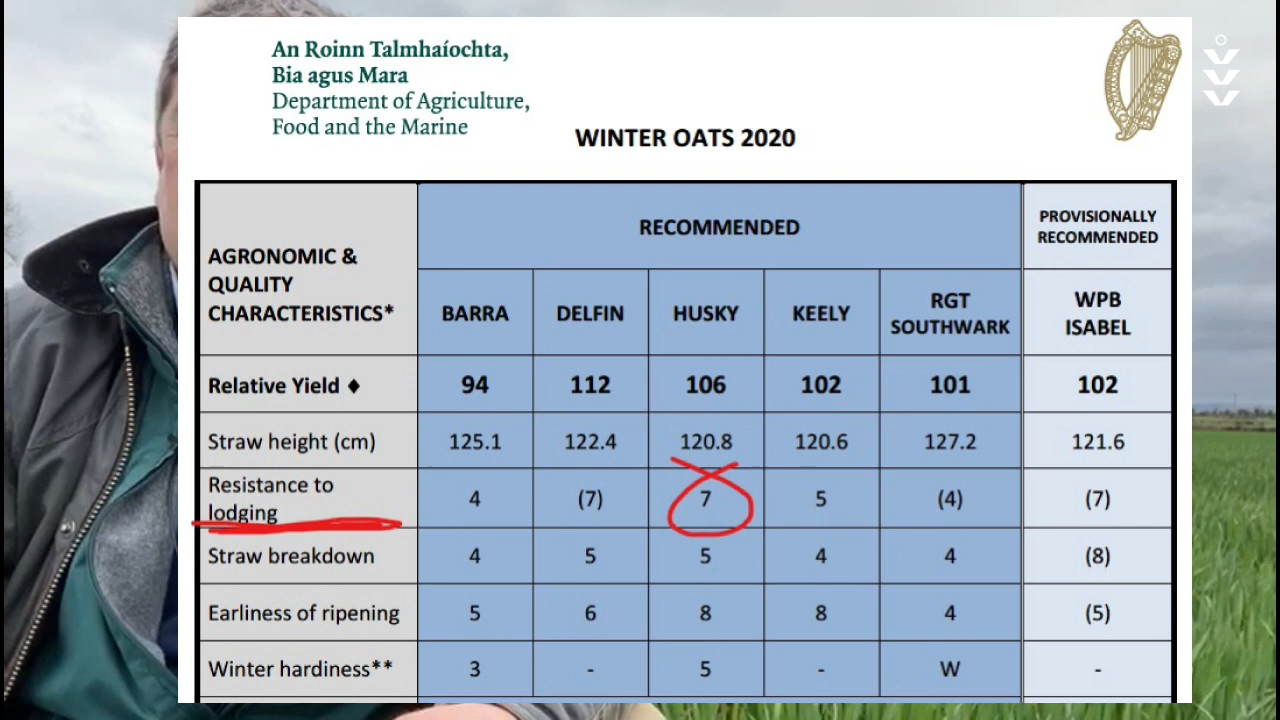 An Roinn Talmhaíochta,
Bia agus Mara
Department of Agriculture,
Food and the Marine
WINTER OATS 2020
AGRONOMIC &
QUALITY
CHARACTERISTICS*
RECOMMENDED
PROVISIONALLY
RECOMMENDED
BARRA DELFIN HUSKY KEELY RGT SOUTHWARK WPB ISABEL
Relative Yield ♦ 94 112 106 102 101 102
Straw height (cm) 125.1 122.4 120.8 120.6 127.2 121.6
Resistance to
lodging 4 (7) 7 5 (4) (7)
Straw breakdown 4 5 5 4 4 (8)
Earliness of ripening 5 6 8 8 4 (5)
Winter hardiness** 3 - 5 - W -